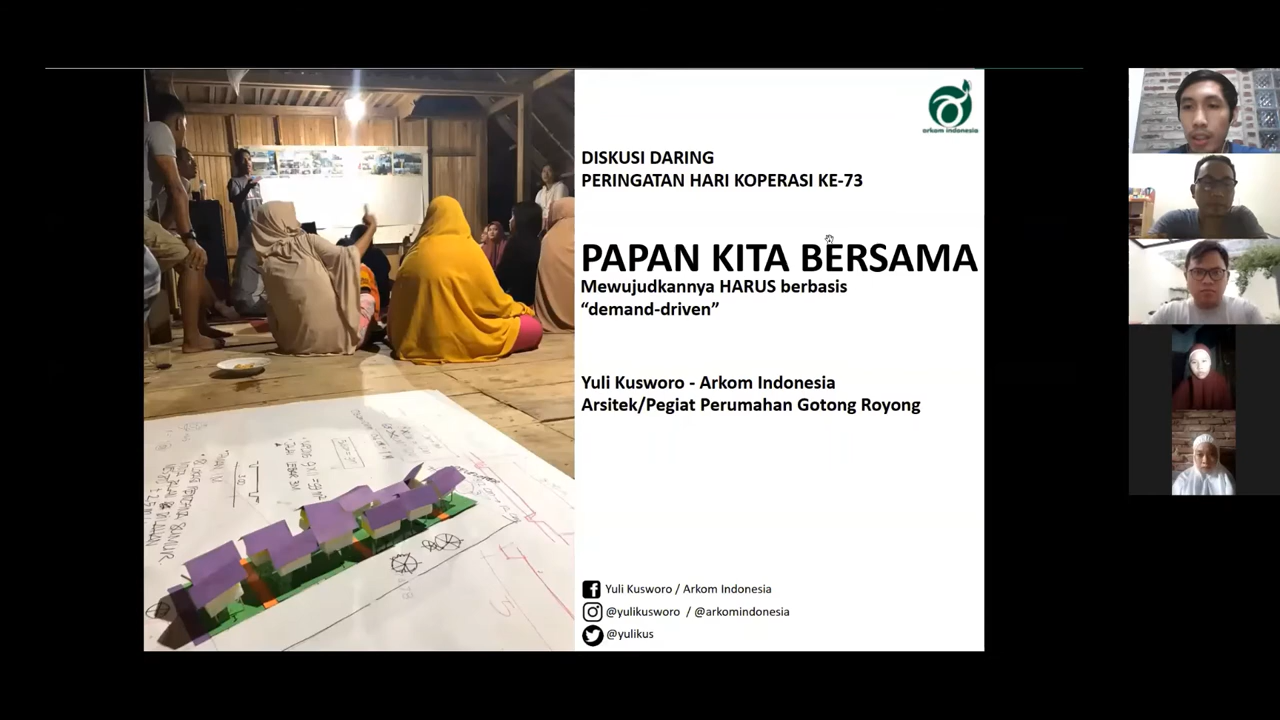 arkom indonesia
DISKUSI DARING
PERINGATAN HARI KOPERASI KE-73
PAPAN KITA BERSAMA
Mewujudkannya HARUS berbasis
“demand-driven”
Yuli Kusworo - Arkom Indonesia
Arsitek/Pegiat Perumahan Gotong Royong
Yuli Kusworo / Arkom Indonesia
@yulikusworo / @arkomindonesia
@yulikus